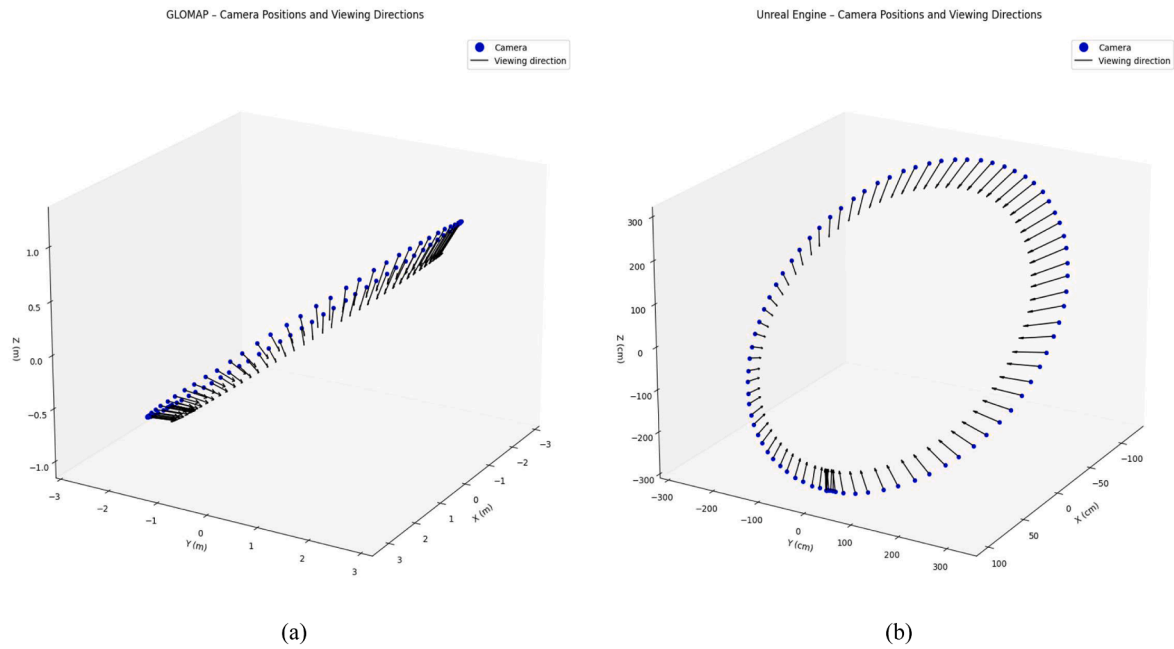 GLOMAP – Camera Positions and Viewing Directions
Camera
Viewing direction
1.0
0.5
0.0
−0.5
−1.0
Z (m)
−3
−2
−1
0
1
2
3
Y (m)
−3
−2
−1
0
1
2
3
X (m)
(a)
Unreal Engine – Camera Positions and Viewing Directions
Camera
Viewing direction
300
200
100
0
−100
−200
−300
Z (cm)
−300
−200
−100
0
100
200
300
Y (cm)
−100
−50
0
50
100
X (cm)
(b)